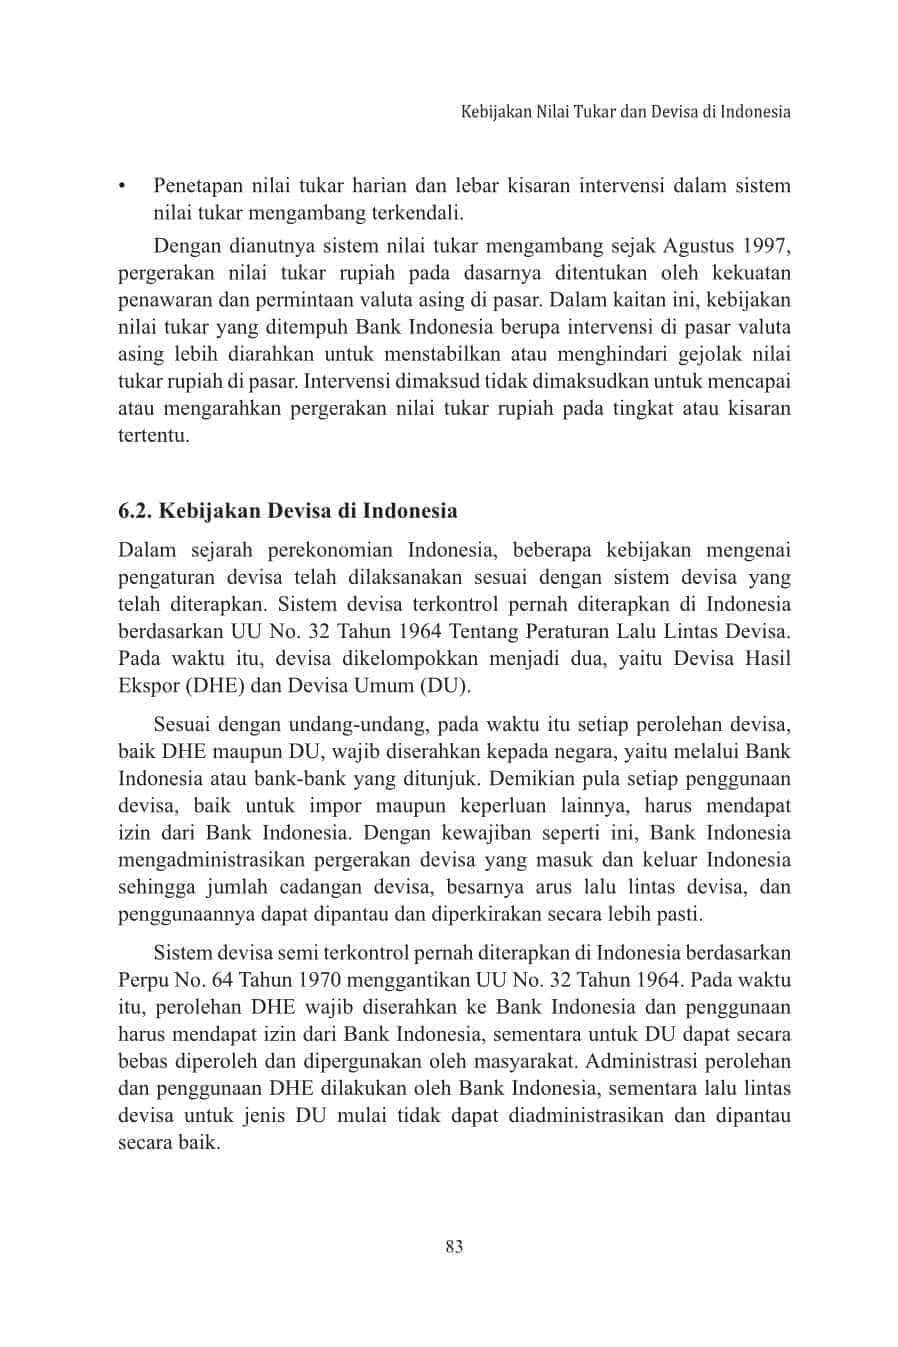 Kebijakan Nilai Tukar dan Devisa di Indonesia
• Penetapan nilai tukar harian dan lebar kisaran intervensi dalam sistem
nilai tukar mengambang terkendali.
Dengan dianutnya sistem nilai tukar mengambang sejak Agustus 1997,
pergerakan nilai tukar rupiah pada dasarnya ditentukan oleh kekuatan
penawaran dan permintaan valuta asing di pasar. Dalam kaitan ini, kebijakan
nilai tukar yang ditempuh Bank Indonesia berupa intervensi di pasar valuta
asing lebih diarahkan untuk menstabilkan atau menghindari gejolak nilai
tukar rupiah di pasar. Intervensi dimaksud tidak dimaksudkan untuk mencapai
atau mengarahkan pergerakan nilai tukar rupiah pada tingkat atau kisaran
tertentu.
6.2. Kebijakan Devisa di Indonesia
Dalam sejarah perekonomian Indonesia, beberapa kebijakan mengenai
pengaturan devisa telah dilaksanakan sesuai dengan sistem devisa yang
telah diterapkan. Sistem devisa terkontrol pernah diterapkan di Indonesia
berdasarkan UU No. 32 Tahun 1964 Tentang Peraturan Lalu Lintas Devisa.
Pada waktu itu, devisa dikelompokkan menjadi dua, yaitu Devisa Hasil
Ekspor (DHE) dan Devisa Umum (DU).
Sesuai dengan undang-undang, pada waktu itu setiap perolehan devisa,
baik DHE maupun DU, wajib diserahkan kepada negara, yaitu melalui Bank
Indonesia atau bank-bank yang ditunjuk. Demikian pula setiap penggunaan
devisa, baik untuk impor maupun keperluan lainnya, harus mendapat
izin dari Bank Indonesia. Dengan kewajiban seperti ini, Bank Indonesia
mengadministrasikan pergerakan devisa yang masuk dan keluar Indonesia
sehingga jumlah cadangan devisa, besarnya arus lalu lintas devisa, dan
penggunaannya dapat dipantau dan diperkirakan secara lebih pasti.
Sistem devisa semi terkontrol pernah diterapkan di Indonesia berdasarkan
Perpu No. 64 Tahun 1970 menggantikan UU No. 32 Tahun 1964. Pada waktu
itu, perolehan DHE wajib diserahkan ke Bank Indonesia dan penggunaan
harus mendapat izin dari Bank Indonesia, sementara untuk DU dapat secara
bebas diperoleh dan dipergunakan oleh masyarakat. Administrasi perolehan
dan penggunaan DHE dilakukan oleh Bank Indonesia, sementara lalu lintas
devisa untuk jenis DU mulai tidak dapat diadministrasikan dan dipantau
secara baik.
83